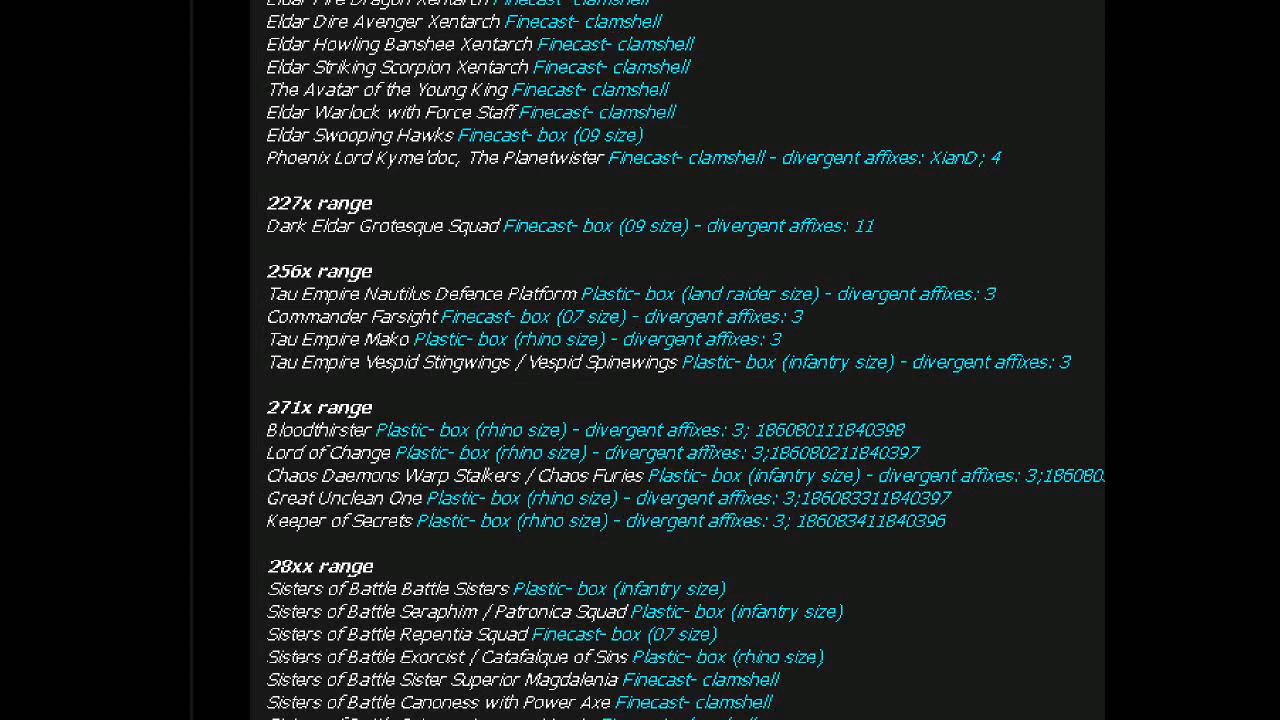 Eldar Fire Dragon Xentarch Finecast- clamshell
Eldar Dire Avenger Xentarch Finecast- clamshell
Eldar Howling Banshee Xentarch Finecast- clamshell
Eldar Striking Scorpion Xentarch Finecast- clamshell
The Avatar of the Young King Finecast- clamshell
Eldar Warlock with Force Staff Finecast- clamshell
Eldar Swooping Hawks Finecast- box (09 size)
Phoenix Lord Kyme'doc, The Planetwister Finecast- clamshell - divergent affixes: XianD; 4
227x range
Dark Eldar Grotesque Squad Finecast- box (09 size) - divergent affixes: 11
256x range
Tau Empire Nautilus Defence Platform Plastic- box (land raider size) - divergent affixes: 3
Commander Farsight Finecast- box (07 size) - divergent affixes: 3
Tau Empire Mako Plastic- box (rhino size) - divergent affixes: 3
Tau Empire Vespid Stingwings / Vespid Spinewings Plastic- box (infantry size) - divergent affixes: 3
271x range
Bloodthirster Plastic- box (rhino size) - divergent affixes: 3; 186080111840398
Lord of Change Plastic- box (rhino size) - divergent affixes: 3;186080211840397
Chaos Daemons Warp Stalkers / Chaos Furies Plastic- box (infantry size) - divergent affixes: 3;186080
Great Unclean One Plastic- box (rhino size) - divergent affixes: 3;186083311840397
Keeper of Secrets Plastic- box (rhino size) - divergent affixes: 3; 186083411840396
28xx range
Sisters of Battle Battle Sisters Plastic- box (infantry size)
Sisters of Battle Seraphim / Patronica Squad Plastic- box (infantry size)
Sisters of Battle Repentia Squad Finecast- box (07 size)
Sisters of Battle Exorcist / Catafalque of Sins Plastic- box (rhino size)
Sisters of Battle Sister Superior Magdalenia Finecast- clamshell
Sisters of Battle Canoness with Power Axe Finecast- clamshell